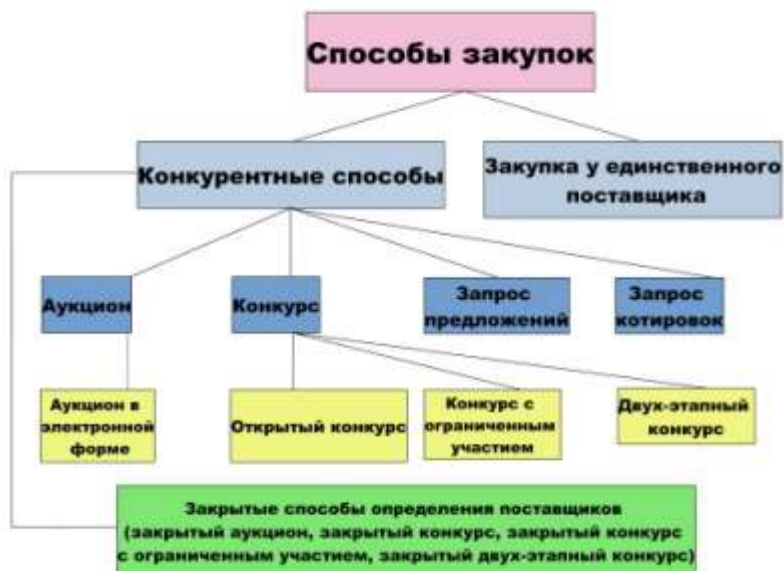 Способы закупок
Конкурентные способы
Закупка у единственного
поставщика
Аукцион
Конкурс
Запрос
предложений
Запрос
котировок
Аукцион в
электронной
форме
Открытый конкурс
Конкурс с
ограниченным
участием
Двух-этапный
конкурс
Закрытые способы определения поставщиков
(закрытый аукцион, закрытый конкурс, закрытый конкурс
с ограниченным участием, закрытый двух-этапный конкурс)